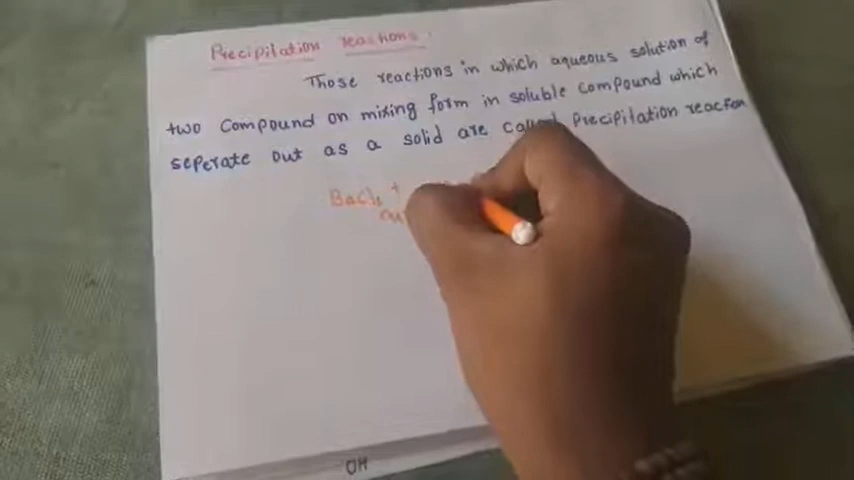 Precipitation reactions.
Those reactions in which aqueous solution of
two compound on mixing form in soluble compound which
seperate out as a solid are called precipitation reaction
BaCl₂ +
OH